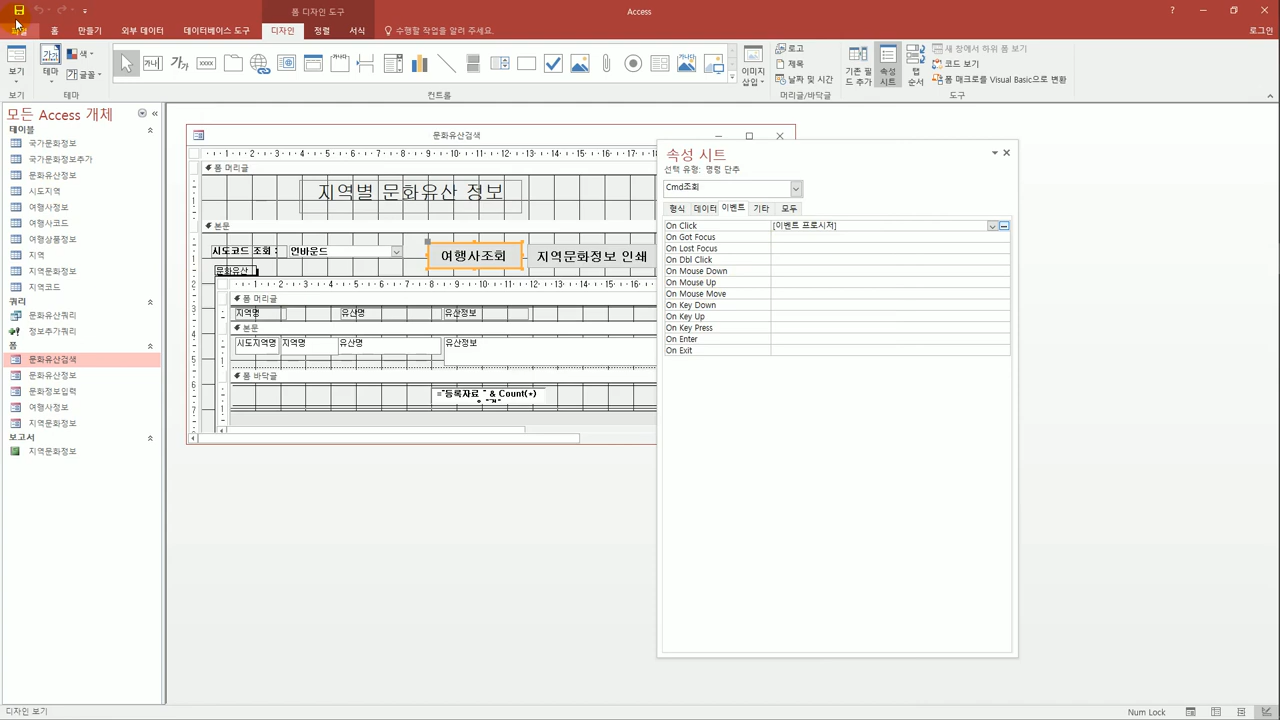 폼 디자인 도구
Access
파일 홈 만들기 외부 데이터 데이터베이스 도구 디자인 정렬 서식 수행할 작업을 알려 주세요. 로그인
보기
테마
색
글꼴
이미지 삽입
로고
제목
날짜 및 시간
기존 필드 추가
속성 시트
탭 순서
새 창에서 하위 폼 보기
코드 보기
폼 매크로를 Visual Basic으로 변환
보기 테마 컨트롤 머리글/바닥글 도구
모든 Access 개체
테이블
국가문화정보
국가문화정보추가
문화유산정보
시도지역
여행사정보
여행사코드
여행상품정보
지역
지역문화정보
지역코드
쿼리
문화유산쿼리
정보추가쿼리
폼
문화유산검색
문화유산정보
문화정보입력
여행사정보
지역문화정보
보고서
지역문화정보
문화유산검색
폼 머리글
지역별 문화유산 정보
본문
시도코드 조회 : 언바운드 여행사조회 지역문화정보 인쇄
문화유산
폼 머리글
지역명 유산명 유산정보
본문
시도지역명 지역명 유산명 유산정보
폼 바닥글
="등록자료 " & Count(*)
속성 시트
선택 유형: 명령 단추
Cmd조회
형식 데이터 이벤트 기타 모두
On Click [이벤트 프로시저]
On Got Focus
On Lost Focus
On Dbl Click
On Mouse Down
On Mouse Up
On Mouse Move
On Key Down
On Key Up
On Key Press
On Enter
On Exit
디자인 보기
Num Lock